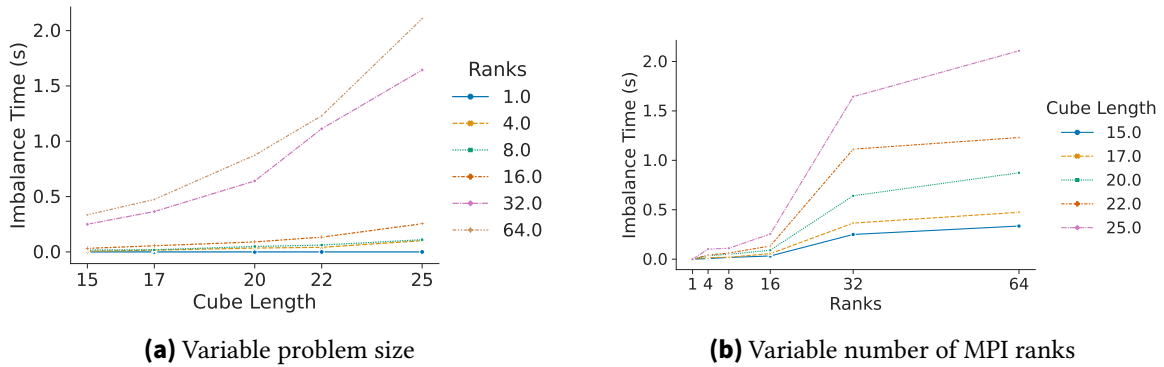 2.0
1.5
1.0
0.5
0.0
Imbalance Time (s)
15 17 20 22 25
Cube Length
Ranks
1.0
4.0
8.0
16.0
32.0
64.0
(a) Variable problem size
2.0
1.5
1.0
0.5
0.0
Imbalance Time (s)
1 4 8 16 32 64
Ranks
Cube Length
15.0
17.0
20.0
22.0
25.0
(b) Variable number of MPI ranks